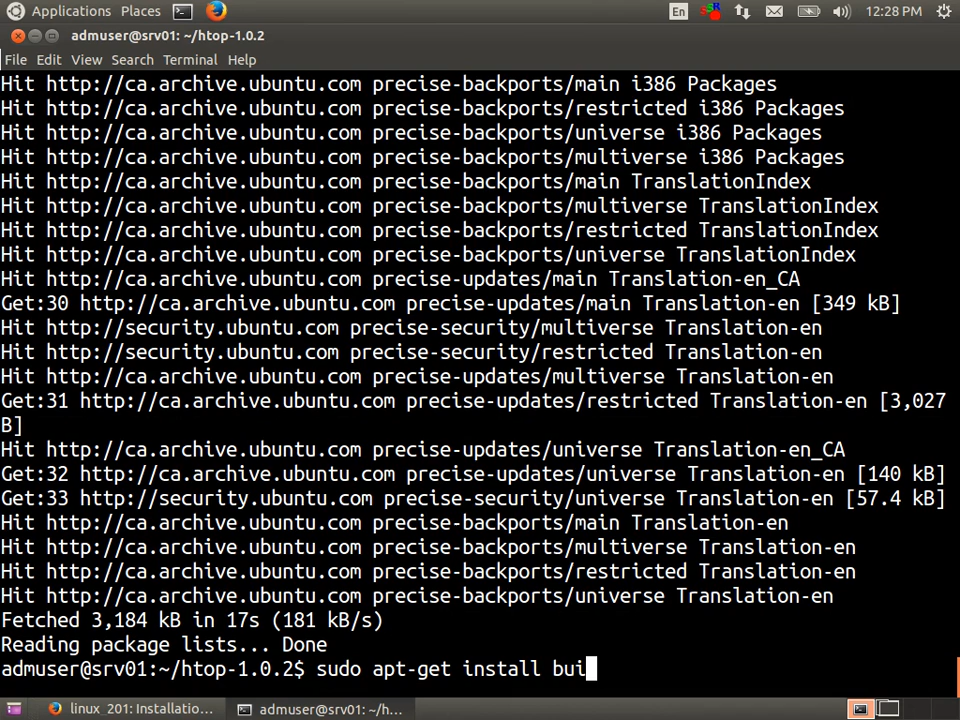 Applications Places En 12:28 PM
admuser@srv01: ~/htop-1.0.2
File Edit View Search Terminal Help
Hit http://ca.archive.ubuntu.com precise-backports/main i386 Packages
Hit http://ca.archive.ubuntu.com precise-backports/restricted i386 Packages
Hit http://ca.archive.ubuntu.com precise-backports/universe i386 Packages
Hit http://ca.archive.ubuntu.com precise-backports/multiverse i386 Packages
Hit http://ca.archive.ubuntu.com precise-backports/main TranslationIndex
Hit http://ca.archive.ubuntu.com precise-backports/multiverse TranslationIndex
Hit http://ca.archive.ubuntu.com precise-backports/restricted TranslationIndex
Hit http://ca.archive.ubuntu.com precise-backports/universe TranslationIndex
Hit http://ca.archive.ubuntu.com precise-updates/main Translation-en_CA
Get:30 http://ca.archive.ubuntu.com precise-updates/main Translation-en [349 kB]
Hit http://security.ubuntu.com precise-security/multiverse Translation-en
Hit http://security.ubuntu.com precise-security/restricted Translation-en
Hit http://ca.archive.ubuntu.com precise-updates/multiverse Translation-en
Get:31 http://ca.archive.ubuntu.com precise-updates/restricted Translation-en [3,027
B]
Hit http://ca.archive.ubuntu.com precise-updates/universe Translation-en_CA
Get:32 http://ca.archive.ubuntu.com precise-updates/universe Translation-en [140 kB]
Get:33 http://security.ubuntu.com precise-security/universe Translation-en [57.4 kB]
Hit http://ca.archive.ubuntu.com precise-backports/main Translation-en
Hit http://ca.archive.ubuntu.com precise-backports/multiverse Translation-en
Hit http://ca.archive.ubuntu.com precise-backports/restricted Translation-en
Hit http://ca.archive.ubuntu.com precise-backports/universe Translation-en
Fetched 3,184 kB in 17s (181 kB/s)
Reading package lists... Done
admuser@srv01:~/htop-1.0.2$ sudo apt-get install bui
linux_201: Installatio... admuser@srv01: ~/h...